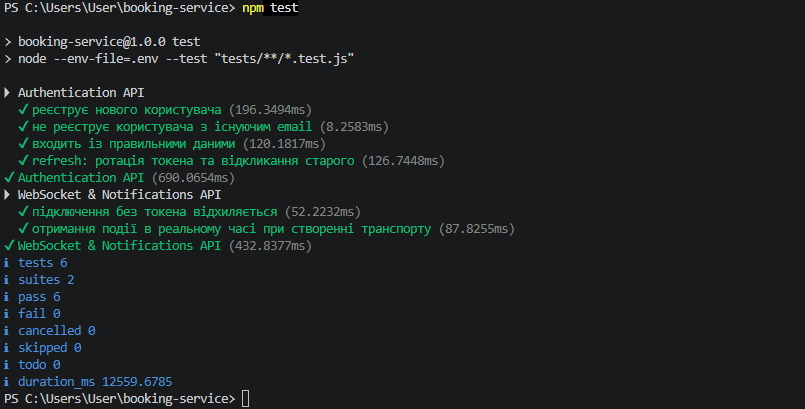 PS C:\Users\User\booking-service> npm test
> booking-service@1.0.0 test
> node --env-file=.env --test "tests/**/*.test.js"
▶ Authentication API
✔ реєструє нового користувача (196.3494ms)
✔ не реєструє користувача з існуючим email (8.2583ms)
✔ входить із правильними даними (120.1817ms)
✔ refresh: ротація токена та відкликання старого (126.7448ms)
✔ Authentication API (690.0654ms)
▶ WebSocket & Notifications API
✔ підключення без токена відхиляється (52.2232ms)
✔ отримання події в реальному часі при створенні транспорту (87.8255ms)
✔ WebSocket & Notifications API (432.8377ms)
ℹ tests 6
ℹ suites 2
ℹ pass 6
ℹ fail 0
ℹ cancelled 0
ℹ skipped 0
ℹ todo 0
ℹ duration_ms 12559.6785
PS C:\Users\User\booking-service>